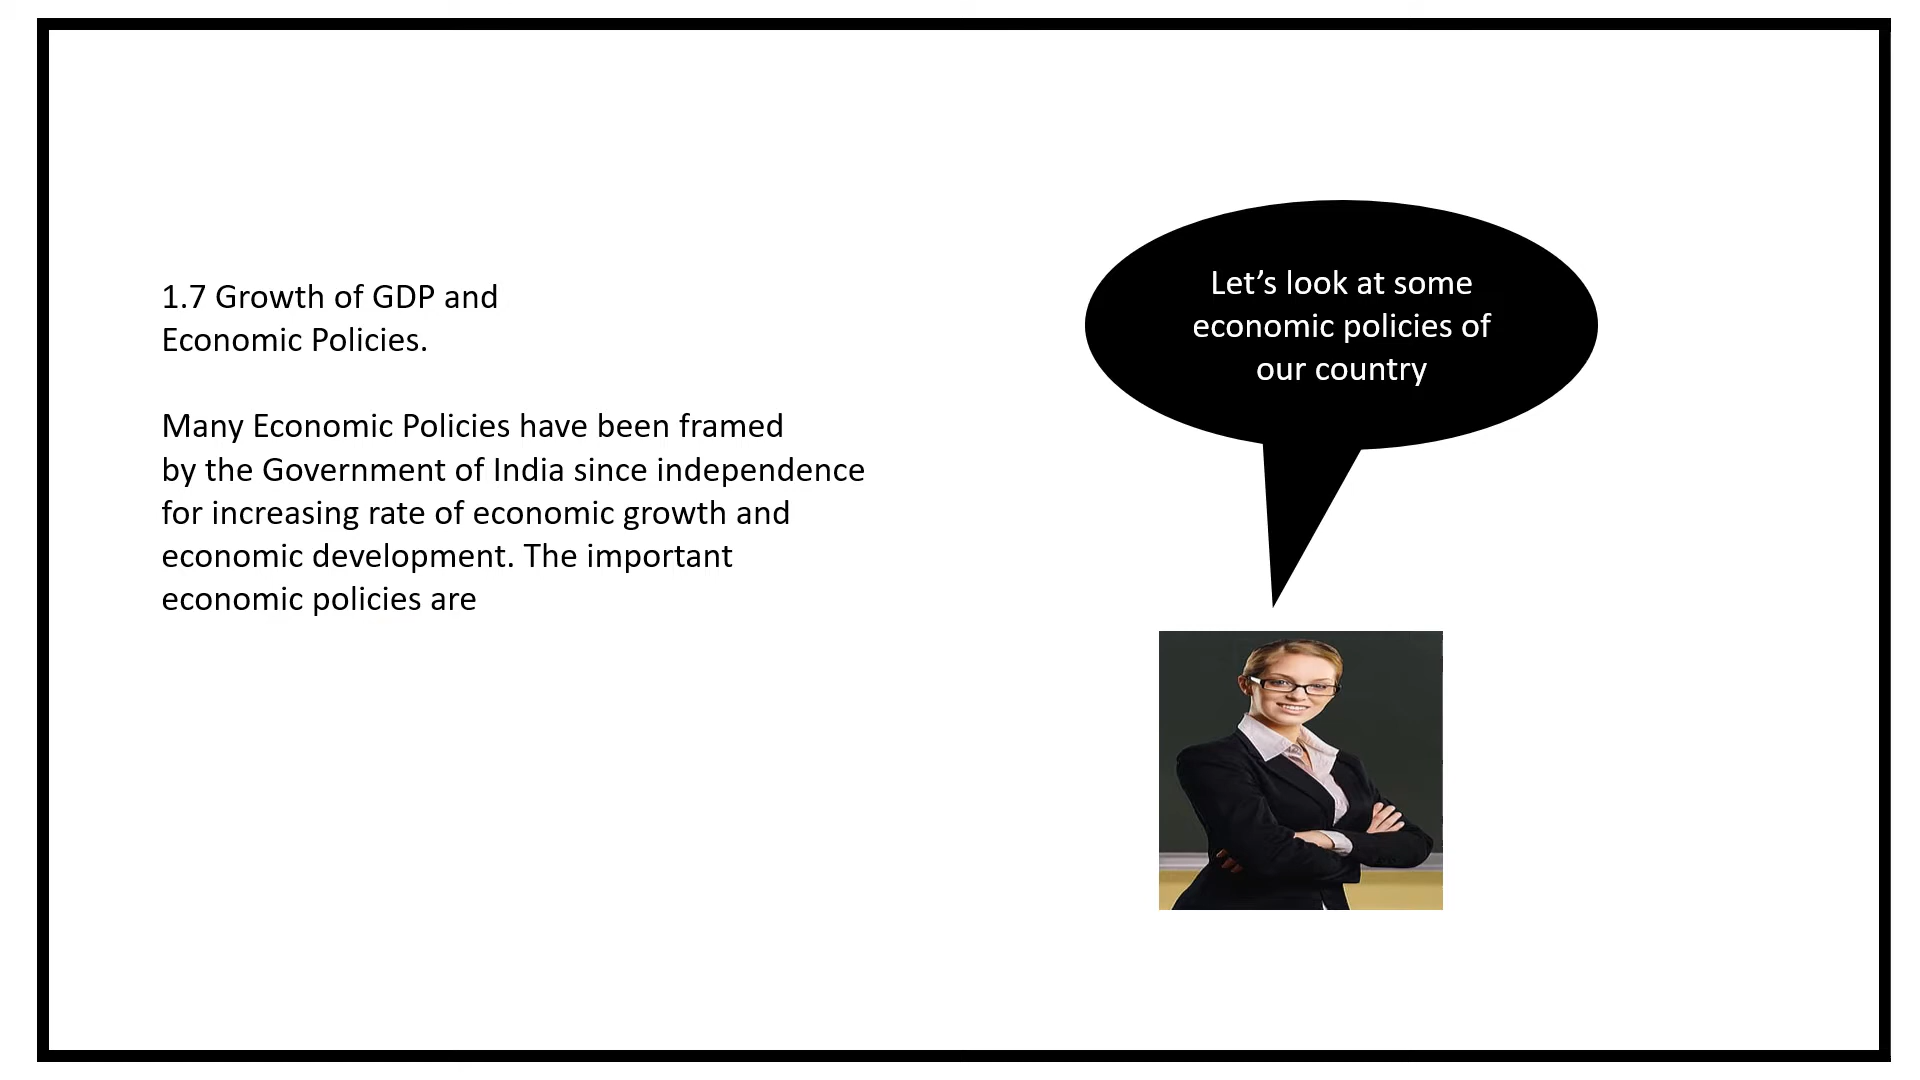 1.7 Growth of GDP and
Economic Policies.
Many Economic Policies have been framed
by the Government of India since independence
for increasing rate of economic growth and
economic development. The important
economic policies are
Let’s look at some
economic policies of
our country